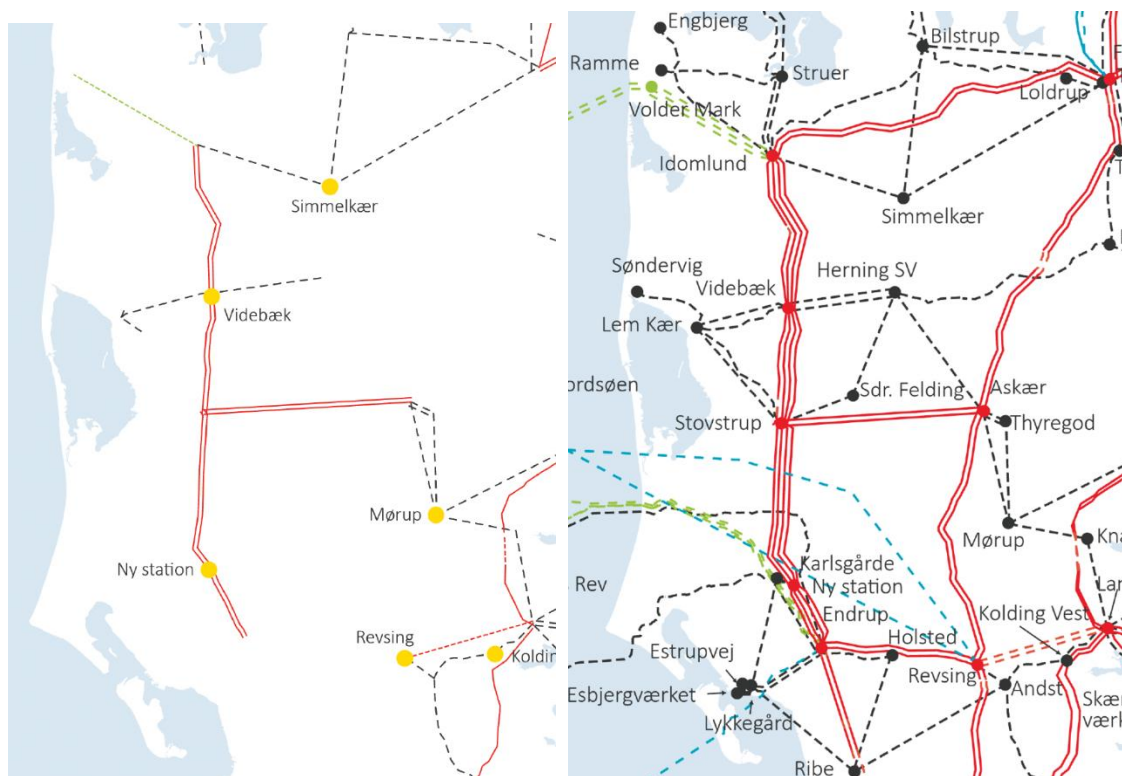 Simmelkær
Videbæk
Mørup
Ny station
Revsing
Engbjerg
Bilstrup
Ramme
Struer
Loldrup
Volder Mark
Idomlund
Simmelkær
Søndervig
Herning SV
Videbæk
Lem Kær
Sdr. Felding
Askær
Stovstrup
Thyregod
Mørup
Karlsgårde
Ny station
Rev
Endrup
Kolding Vest
Holsted
Estrupvej
Revsing
Esbjergværket
Andst
Lykkegård
Ribe